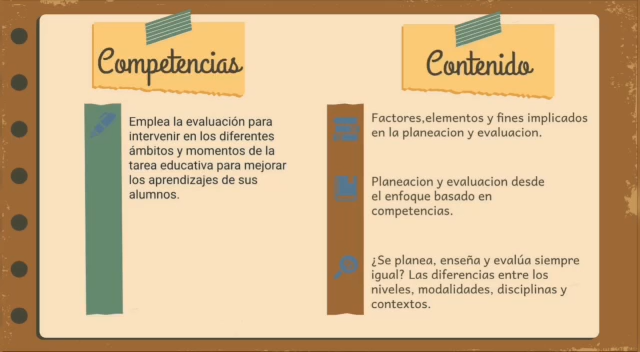 Competencias
Emplea la evaluación para
intervenir en los diferentes
ámbitos y momentos de la
tarea educativa para mejorar
los aprendizajes de sus
alumnos.
Contenido
Factores,elementos y fines implicados
en la planeacion y evaluacion.
Planeacion y evaluacion desde
el enfoque basado en
competencias.
¿Se planea, enseña y evalúa siempre
igual? Las diferencias entre los
niveles, modalidades, disciplinas y
contextos.